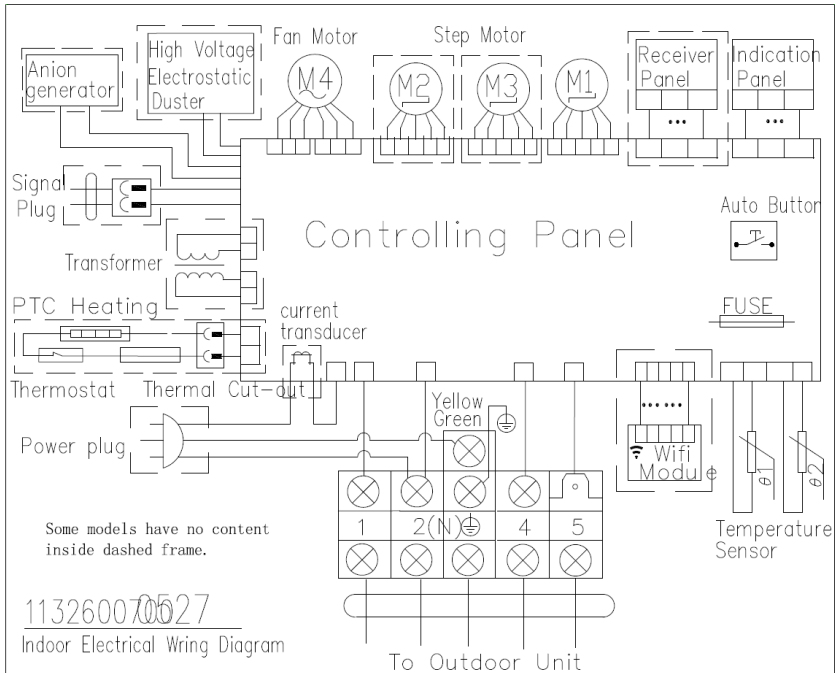 Fan Motor
Step Motor
Anion
generator
High Voltage
Electrostatic
Duster
M4
M2
M3
M1
Receiver
Panel
Indication
Panel
Signal
Plug
Controlling Panel
Auto Button
Transformer
PTC Heating
current
transducer
FUSE
Thermostat
Thermal Cut-out
Yellow
Green
Power plug
Wifi
Module
θ1
θ2
Temperature
Sensor
1
2(N)
4
5
Some models have no content
inside dashed frame.
Indoor Electrical Wring Diagram
To Outdoor Unit